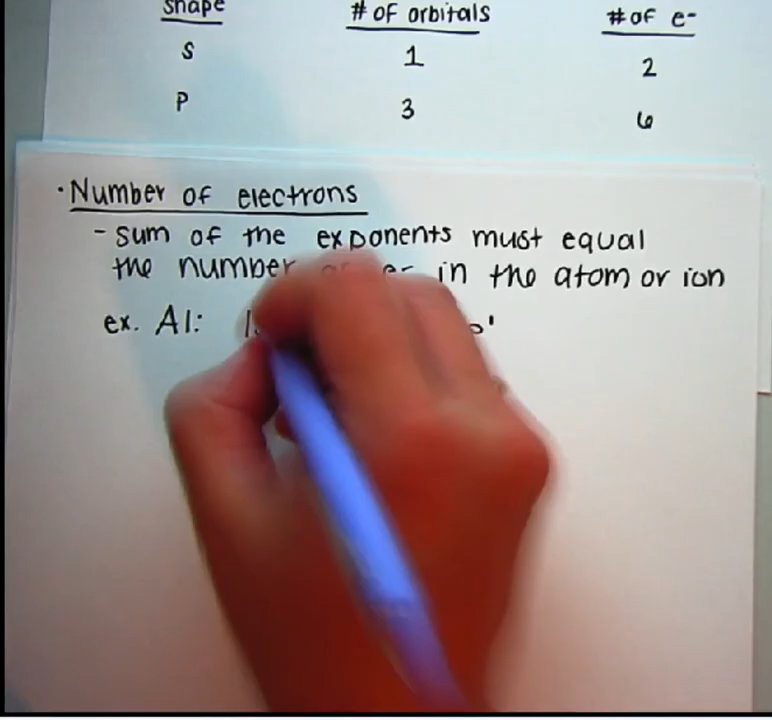 shape # of orbitals # of e-
s 1 2
p 3 6
· Number of electrons
- sum of the exponents must equal
the number e- in the atom or ion
ex. Al: